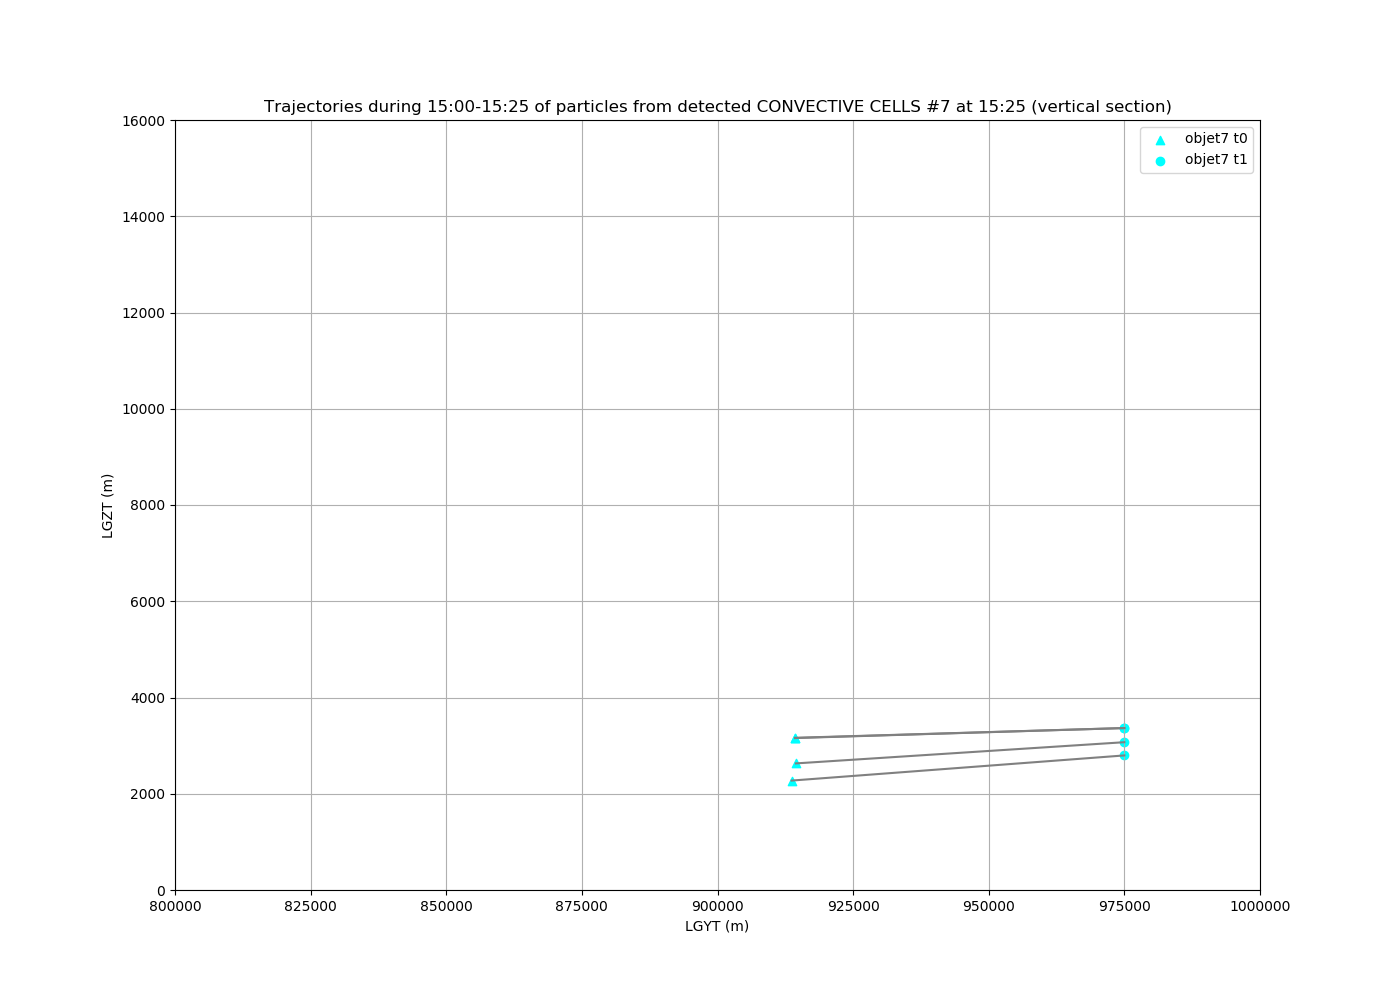 Trajectories during 15:00-15:25 of particles from detected CONVECTIVE CELLS #7 at 15:25 (vertical section)
objet7 t0
objet7 t1
16000
14000
12000
10000
8000
6000
4000
2000
0
LGZT (m)
800000 825000 850000 875000 900000 925000 950000 975000 1000000
LGYT (m)